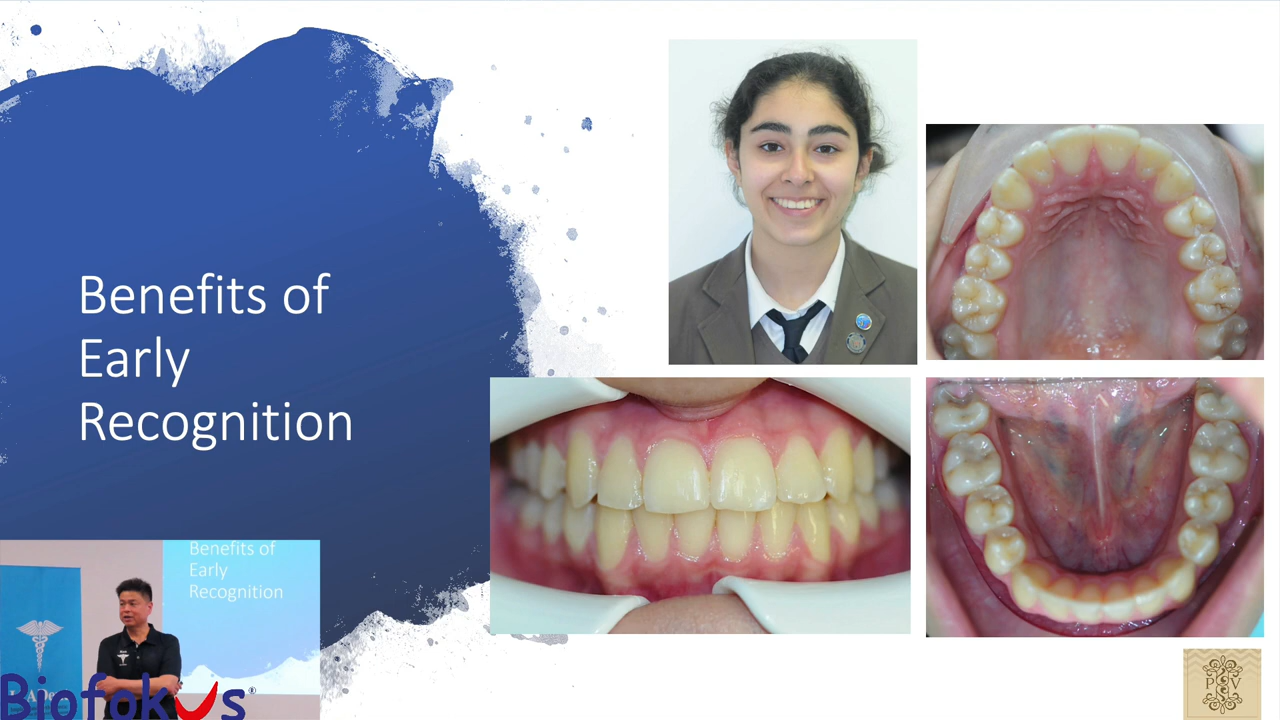 Benefits of
Early
Recognition
Benefits of
Early
Recognition
Biofokus®
P V